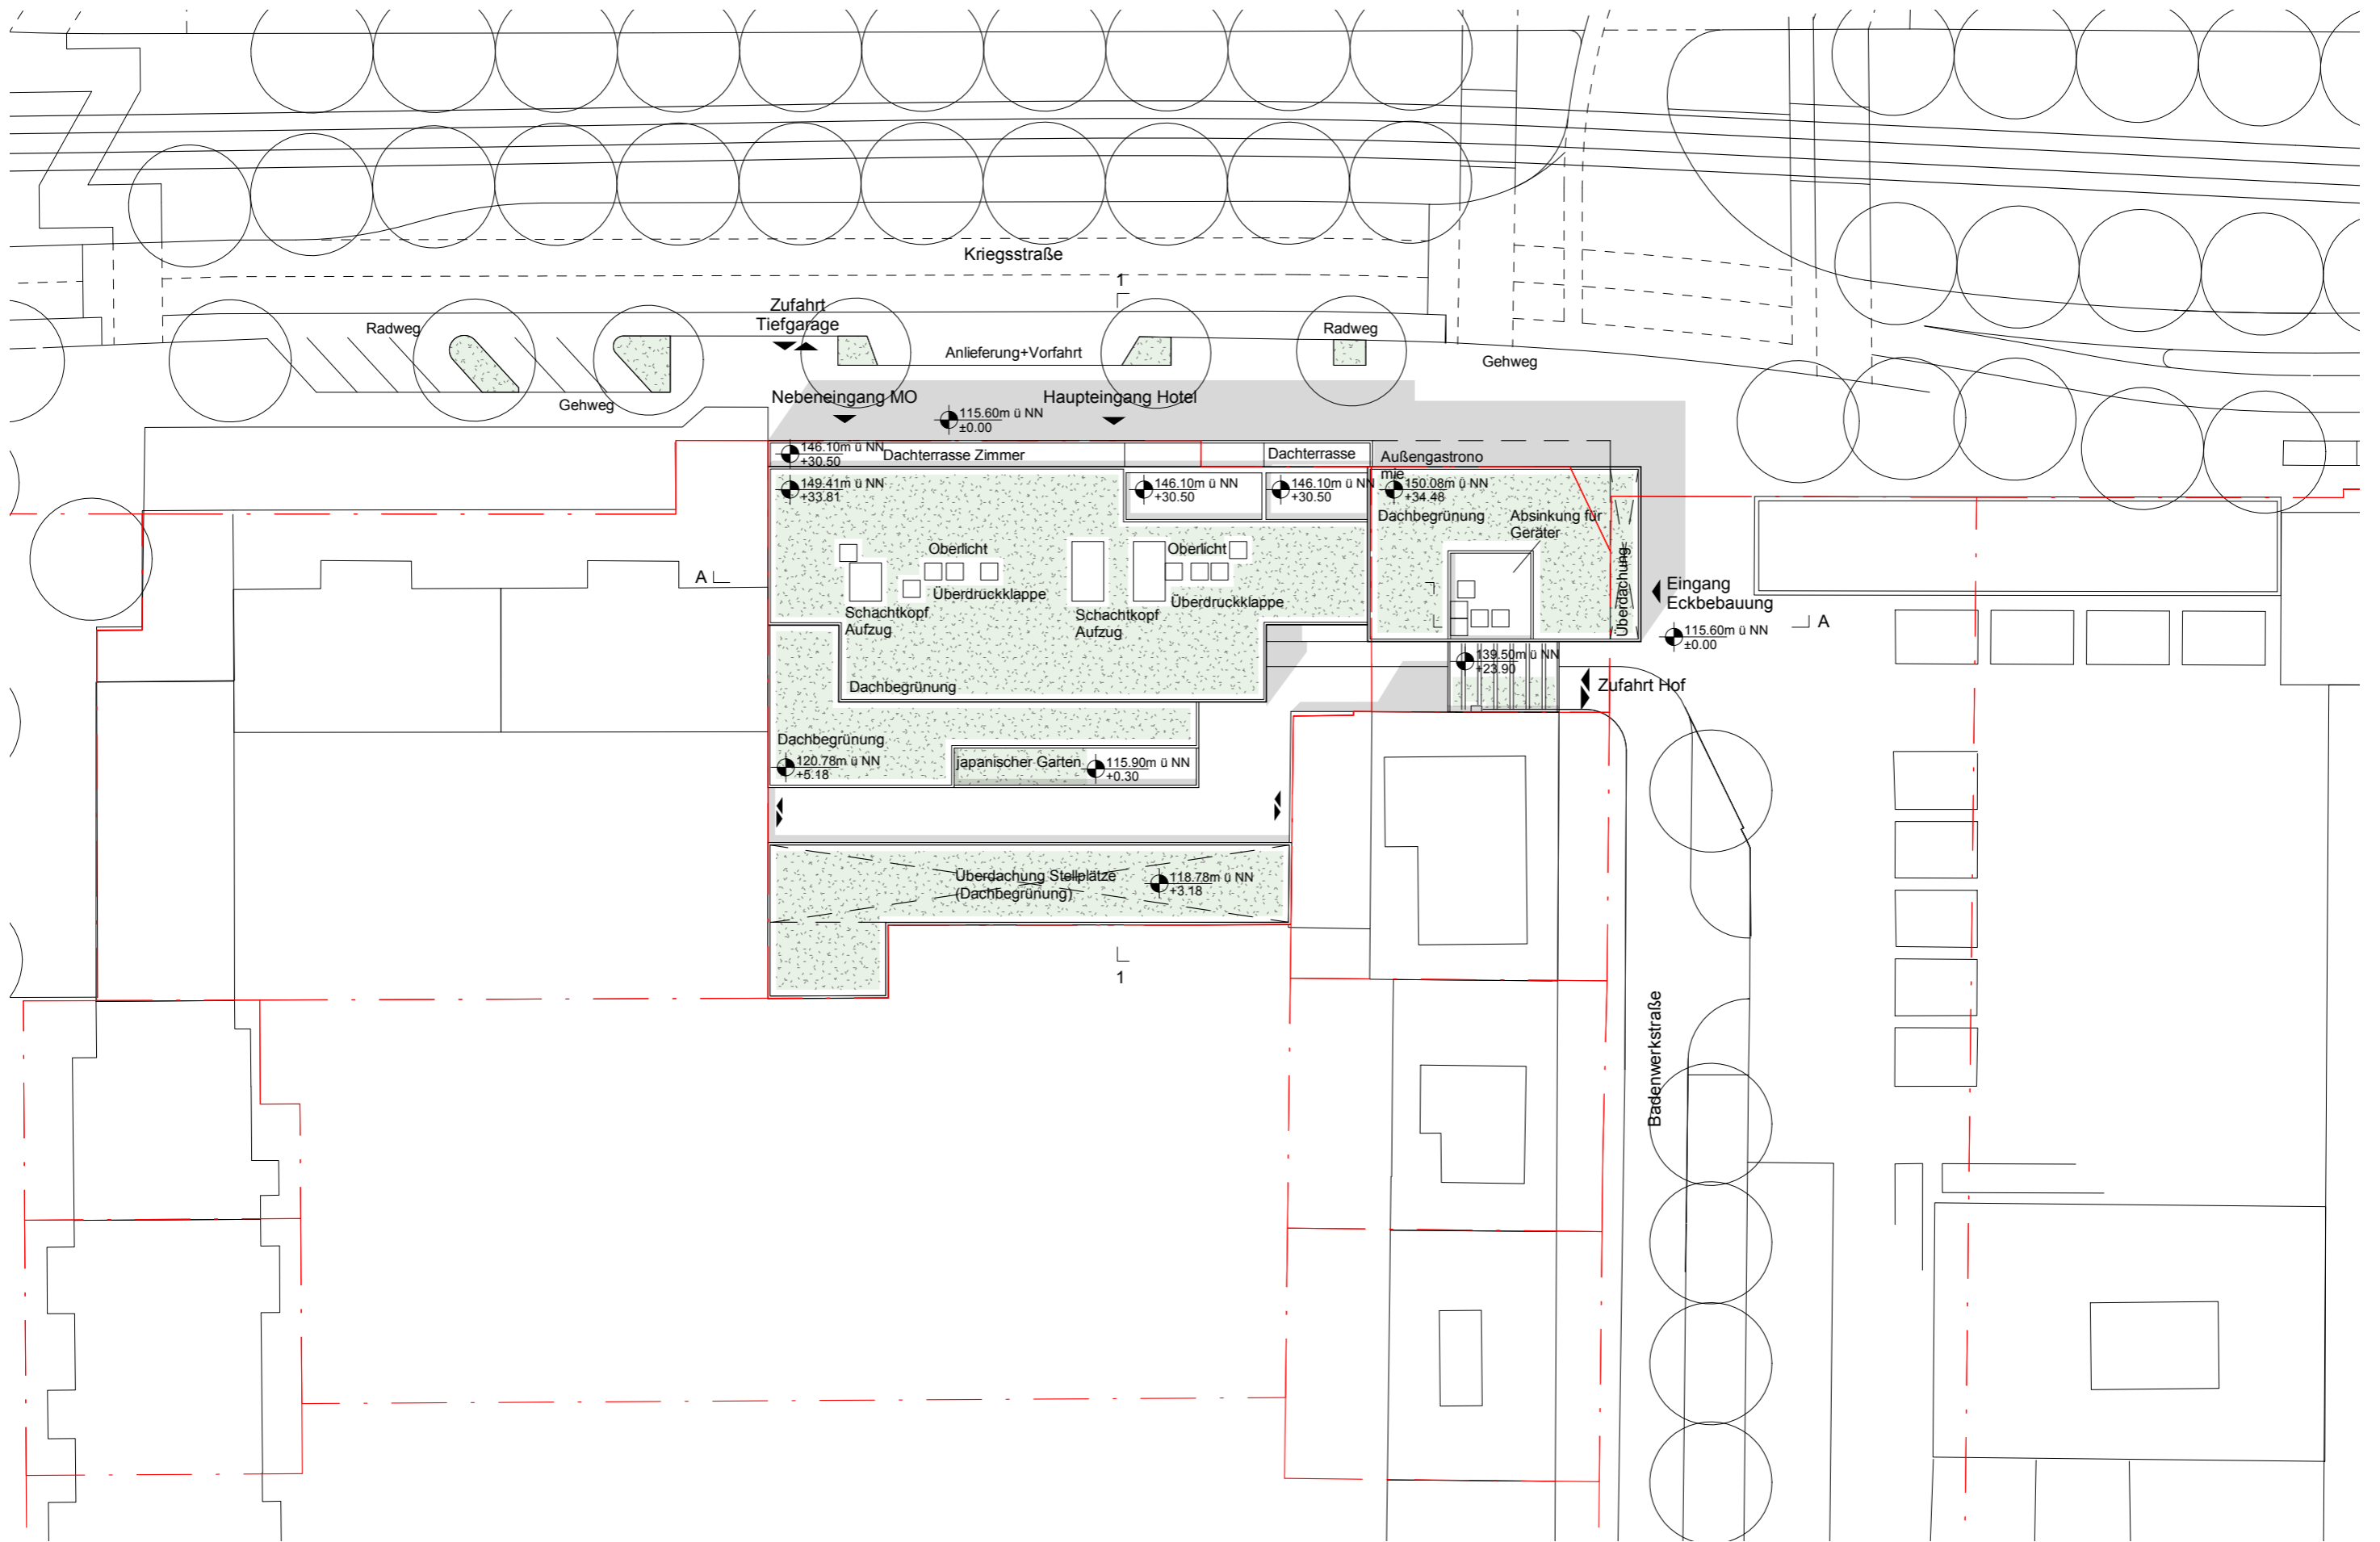 Kriegsstraße
1
Zufahrt
Tiefgarage
Radweg
Radweg
Anlieferung+Vorfahrt
Gehweg
Gehweg
Nebeneingang MO
Haupteingang Hotel
115.60m ü NN
±0.00
146.10m ü NN
+30.50
Dachterrasse Zimmer
Dachterrasse
Außengastrono
mie
149.41m ü NN
+33.81
146.10m ü NN
+30.50
146.10m ü NN
+30.50
150.08m ü NN
+34.48
Dachbegrünung
Absinkung für
Geräter
Oberlicht
Oberlicht
A
Überdruckklappe
Überdruckklappe
Schachtkopf
Aufzug
Schachtkopf
Aufzug
Überdachung
Eingang
Eckbebauung
115.60m ü NN
±0.00
A
139.50m ü NN
+23.90
Zufahrt Hof
Dachbegrünung
Dachbegrünung
120.78m ü NN
+5.18
japanischer Garten
115.90m ü NN
+0.30
Überdachung Stellplätze
(Dachbegrünung)
118.78m ü NN
+3.18
1
Badenwerkstraße